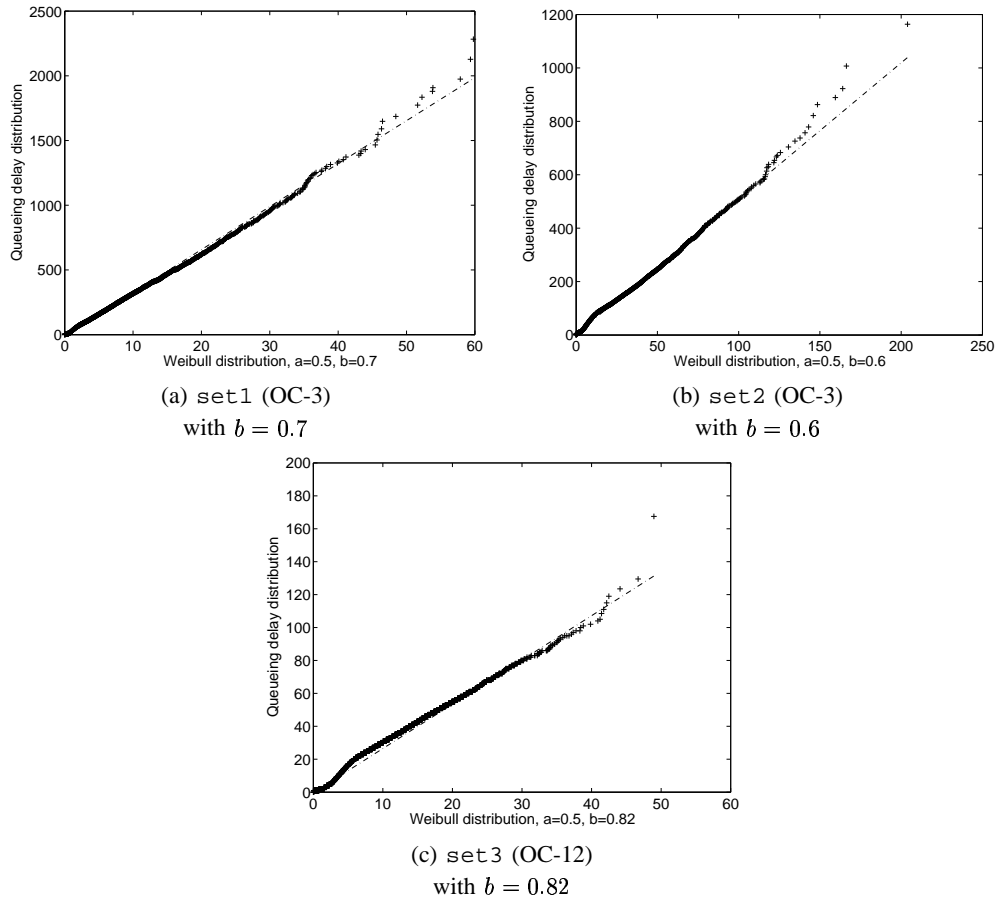 2500
2000
1500
1000
500
0
Queueing delay distribution
0 10 20 30 40 50 60
Weibull distribution, a=0.5, b=0.7
(a) set1 (OC-3)
with b = 0.7
1200
1000
800
600
400
200
0
Queueing delay distribution
0 50 100 150 200 250
Weibull distribution, a=0.5, b=0.6
(b) set2 (OC-3)
with b = 0.6
200
180
160
140
120
100
80
60
40
20
0
Queueing delay distribution
0 10 20 30 40 50 60
Weibull distribution, a=0.5, b=0.82
(c) set3 (OC-12)
with b = 0.82